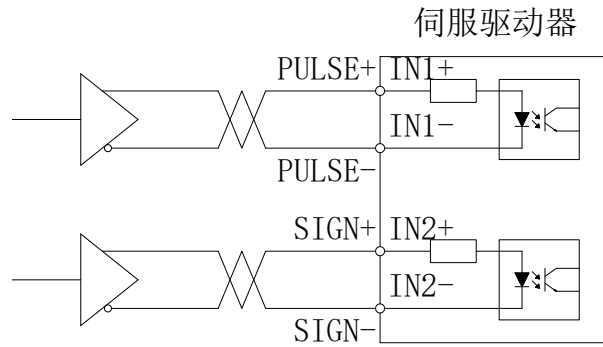 伺服驱动器
PULSE+ IN1+
IN1-
PULSE-
SIGN+ IN2+
IN2-
SIGN-